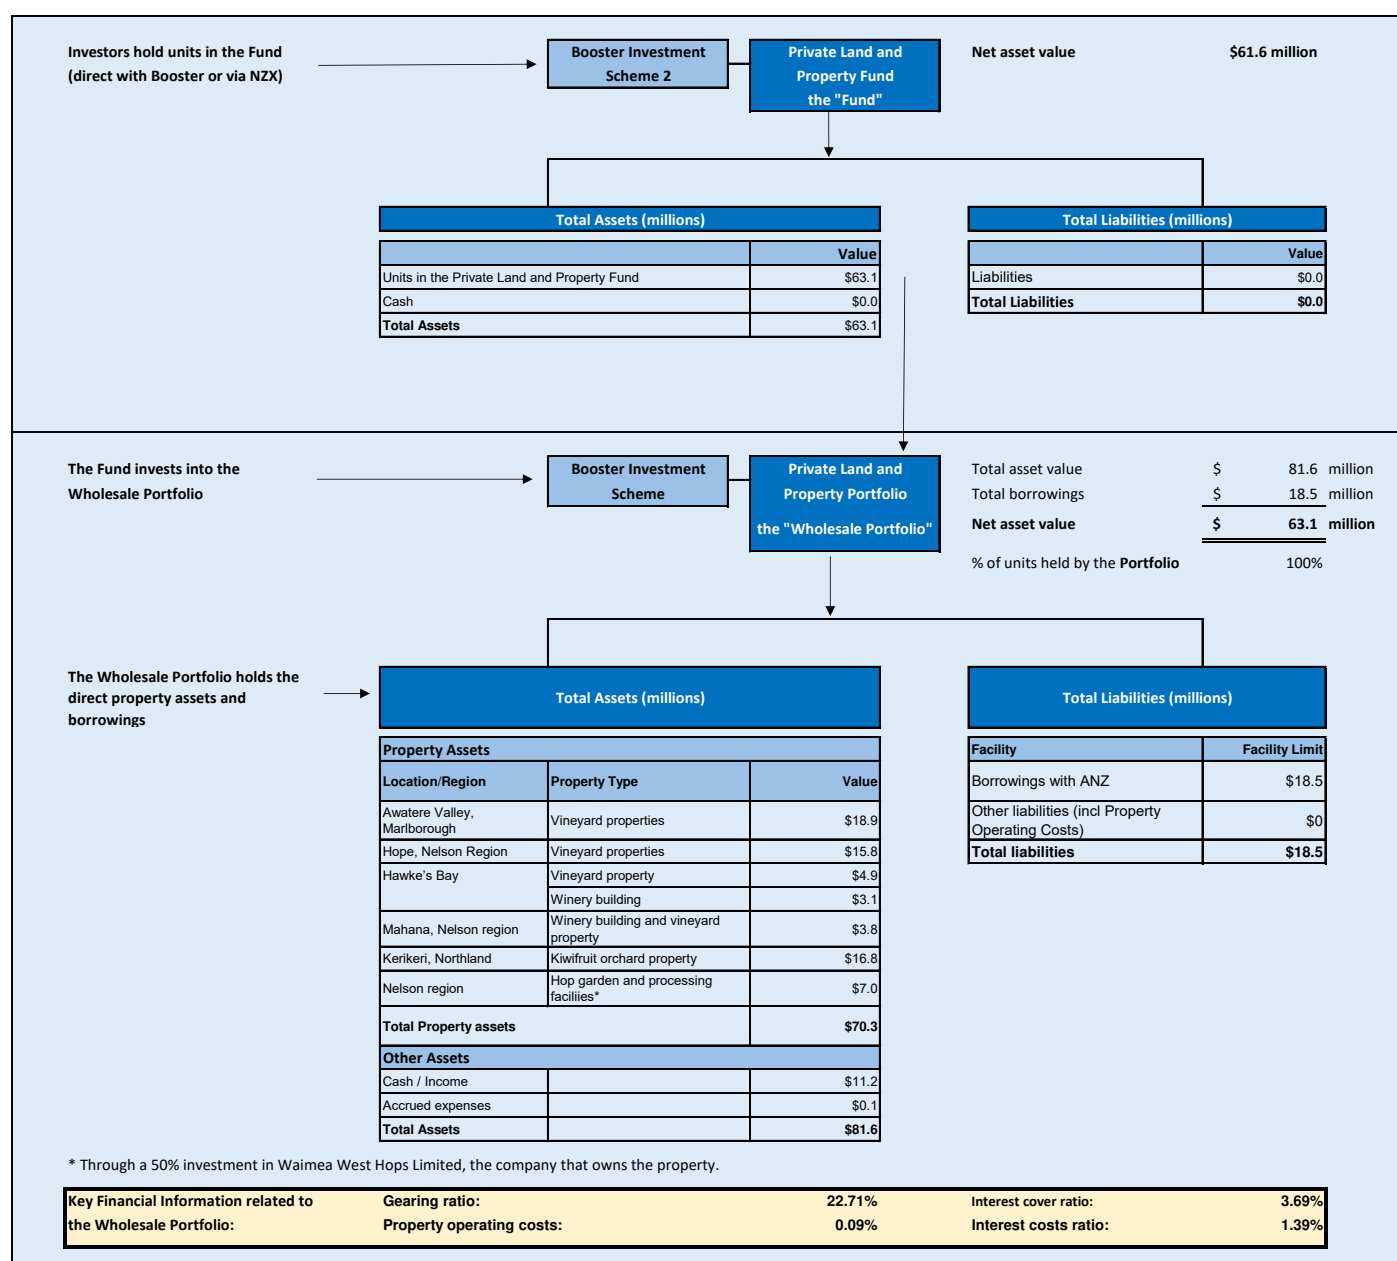 Investors hold units in the Fund
(direct with Booster or via NZX)
Booster Investment
Scheme 2
Private Land and
Property Fund
the "Fund"
Net asset value $61.6 million
Total Assets (millions)
Value
Units in the Private Land and Property Fund $63.1
Cash $0.0
Total Assets $63.1
Total Liabilities (millions)
Value
Liabilities $0.0
Total Liabilities $0.0
The Fund invests into the
Wholesale Portfolio
Booster Investment
Scheme
Private Land and
Property Portfolio
the "Wholesale Portfolio"
Total asset value $ 81.6 million
Total borrowings $ 18.5 million
Net asset value $ 63.1 million
% of units held by the Portfolio 100%
The Wholesale Portfolio holds the
direct property assets and
borrowings
Total Assets (millions)
Property Assets
Location/Region Property Type Value
Awatere Valley,
Marlborough Vineyard properties $18.9
Hope, Nelson Region Vineyard properties $15.8
Hawke's Bay Vineyard property $4.9
Winery building $3.1
Mahana, Nelson region Winery building and vineyard
property $3.8
Kerikeri, Northland Kiwifruit orchard property $16.8
Nelson region Hop garden and processing
faciliies* $7.0
Total Property assets $70.3
Other Assets
Cash / Income $11.2
Accrued expenses $0.1
Total Assets $81.6
Total Liabilities (millions)
Facility Facility Limit
Borrowings with ANZ $18.5
Other liabilities (incl Property
Operating Costs) $0
Total liabilities $18.5
* Through a 50% investment in Waimea West Hops Limited, the company that owns the property.
Key Financial Information related to Gearing ratio: 22.71% Interest cover ratio: 3.69%
the Wholesale Portfolio: Property operating costs: 0.09% Interest costs ratio: 1.39%